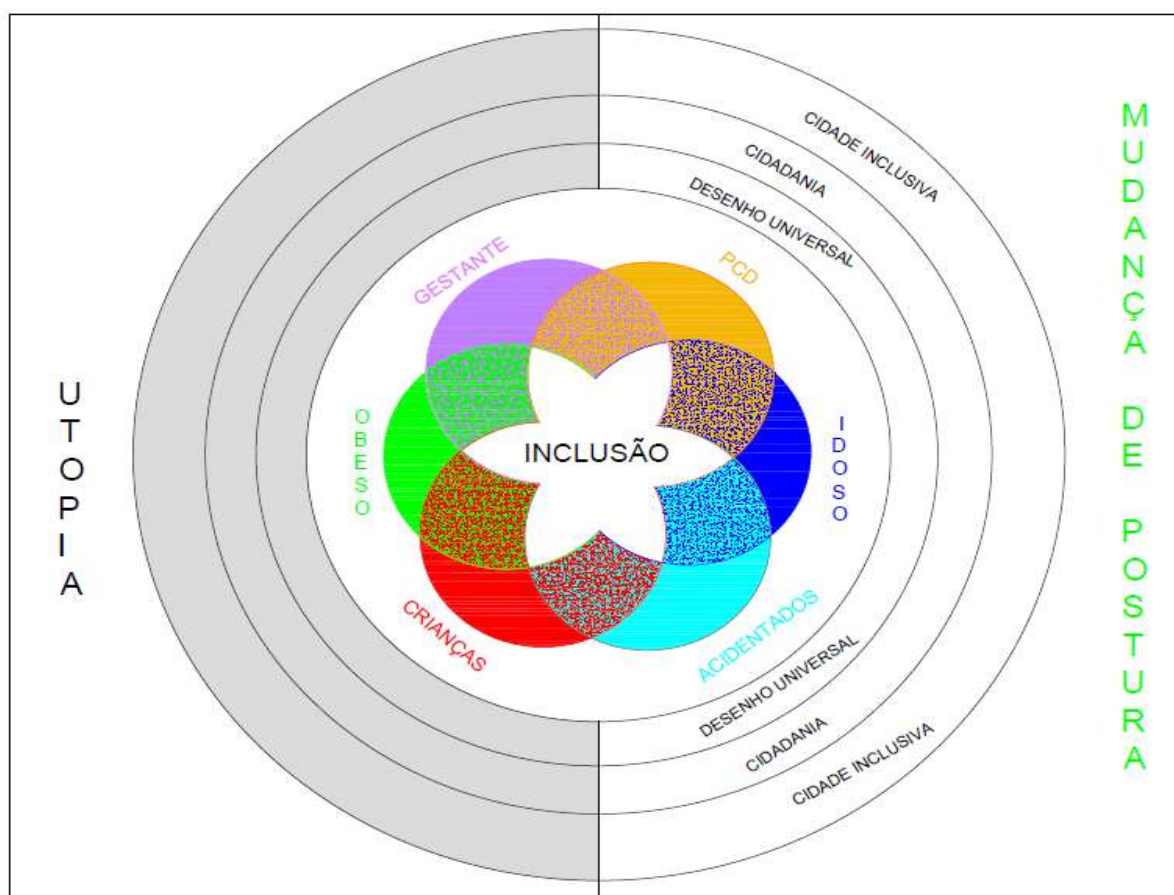 UTOPIA
CIDADE INCLUSIVA
CIDADANIA
DESENHO UNIVERSAL
GESTANTE
PCD
OBESO
INCLUSÃO
IDOSO
CRIANÇAS
ACIDENTADOS
DESENHO UNIVERSAL
CIDADANIA
CIDADE INCLUSIVA
MUDANÇA DE POSTURA